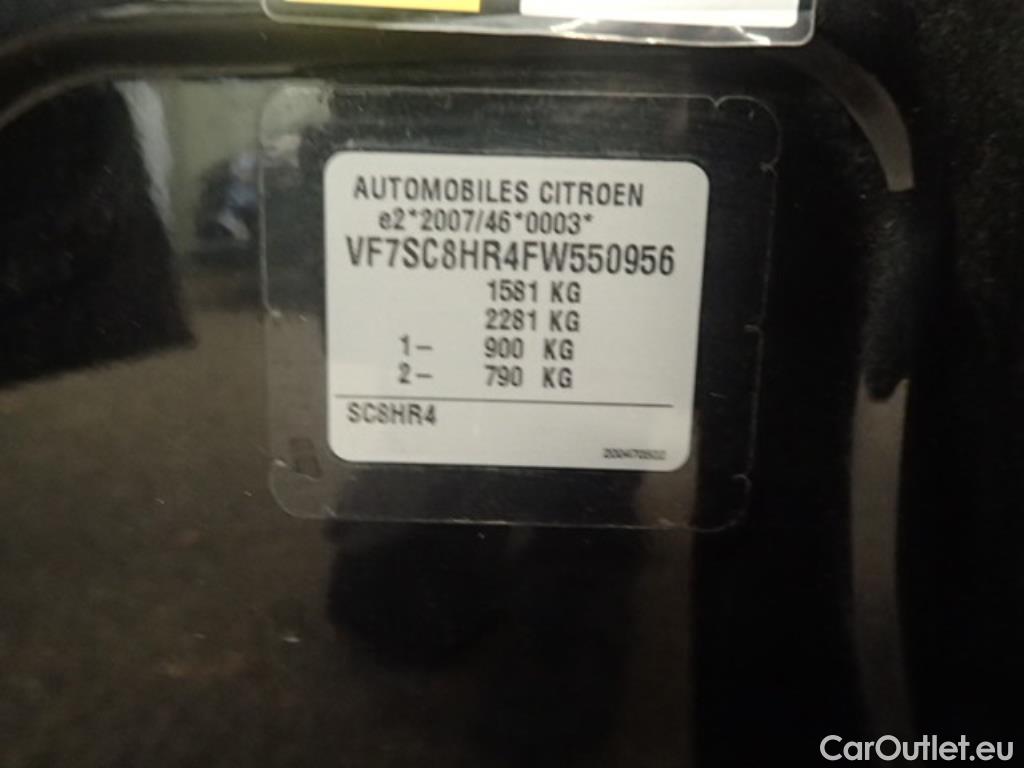 AUTOMOBILES CITROEN
e2*2007/46*0003*
VF7SC8HR4FW550956
1581 KG
2281 KG
1- 900 KG
2- 790 KG
SC8HR4
CarOutlet.eu